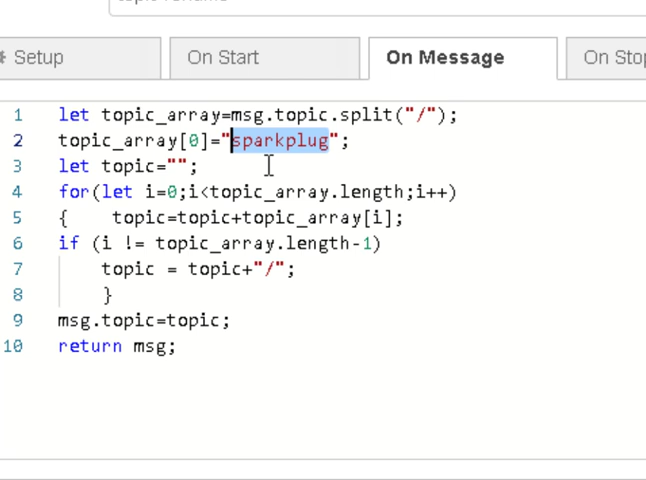 Setup
On Start
On Message
On Sto
1 let topic_array=msg.topic.split("/");
2 topic_array[0]="sparkplug";
3 let topic="";
4 for(let i=0;i<topic_array.length;i++)
5 {    topic=topic+topic_array[i];
6 if (i != topic_array.length-1)
7     topic = topic+"/";
8     }
9 msg.topic=topic;
10 return msg;